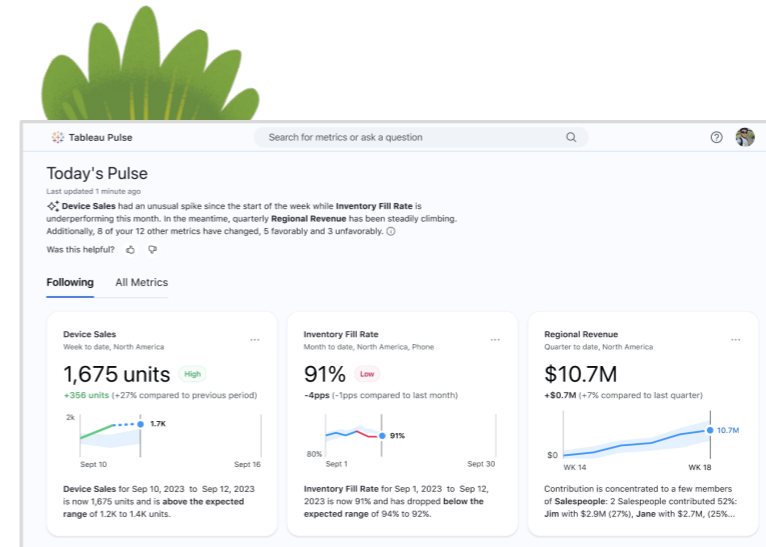 Tableau Pulse
Search for metrics or ask a question
Today's Pulse
Last updated 1 minute ago
Device Sales had an unusual spike since the start of the week while Inventory Fill Rate is
underperforming this month. In the meantime, quarterly Regional Revenue has been steadily climbing.
Additionally, 8 of your 12 other metrics have changed, 5 favorably and 3 unfavorably.
Was this helpful?
Following All Metrics
Device Sales
Week to date, North America
1,675 units High
+356 units (+27% compared to previous period)
2k
1.7K
Sept 10 Sept 16
Device Sales for Sep 10, 2023 to Sep 12, 2023
is now 1,675 units and is above the expected
range of 1.2K to 1.4K units.
Inventory Fill Rate
Month to date, North America, Phone
91% Low
-4pps (-1pps compared to last month)
91%
80%
Sept 1 Sept 30
Inventory Fill Rate for Sep 1, 2023 to Sep 12,
2023 is now 91% and has dropped below the
expected range of 94% to 92%.
Regional Revenue
Quarter to date, North America
$10.7M
+$0.7M (+7% compared to last quarter)
10.7M
$0
WK 14 WK 18
Contribution is concentrated to a few members
of Salespeople: 2 Salespeople contributed 52%:
Jim with $2.9M (27%), Jane with $2.7M, (25%...